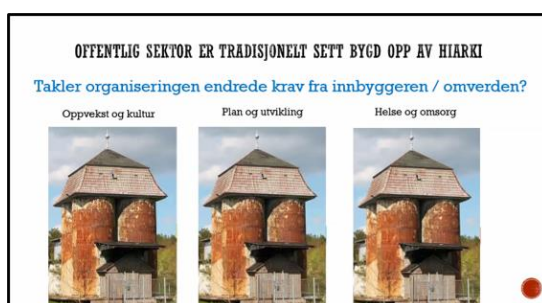 OFFENTLIG SEKTOR ER TRADISJONELT SETT BYGD OPP AV HIARKI
Takler organiseringen endrede krav fra innbyggeren / omverden?
Oppvekst og kultur
Plan og utvikling
Helse og omsorg